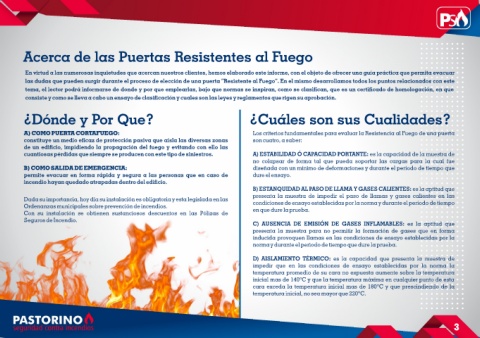 PS
Acerca de las Puertas Resistentes al Fuego
En virtud a las numerosas inquietudes que acercan nuestros clientes, hemos elaborado este informe, con el objeto de ofrecer una guía práctica que permita evacuar
las dudas que pueden surgir durante el proceso de elección de una puerta "Resistente al Fuego". En el mismo desarrollamos todos los puntos relacionados con este
tema, el lector podrá informarse de donde y por que emplearlas, bajo que normas se inspiran, como se clasifican, que es un certificado de homologación, en que
consiste y como se lleva a cabo un ensayo de clasificación y cuales son las leyes y reglamentos que rigen su aprobación.
¿Dónde y Por Que?
A) COMO PUERTA CORTAFUEGO:
constituye un medio eficaz de protección pasiva que aísla las diversas zonas
de un edificio, impidiendo la propagación del fuego y evitando con ello las
cuantiosas pérdidas que siempre se producen con este tipo de siniestros.
B) COMO SALIDA DE EMERGENCIA:
permite evacuar en forma rápida y segura a las personas que en caso de
incendio hayan quedado atrapadas dentro del edificio.
Dada su importancia, hoy día su instalación es obligatoria y esta legislada en las
Ordenanzas municipales sobre prevención de incendios.
Con su instalación se obtienen sustanciosos descuentos en las Pólizas de
Seguros de Incendio.
¿Cuáles son sus Cualidades?
Los criterios fundamentales para evaluar la Resistencia al Fuego de una puerta
son cuatro, a saber:
A) ESTABILIDAD Ó CAPACIDAD PORTANTE: es la capacidad de la muestra de
no colapsar de forma tal que pueda soportar las cargas para la cual fue
diseñada con un mínimo de deformaciones y durante el período de tiempo que
dure el ensayo.
B) ESTANQUIDAD AL PASO DE LLAMA Y GASES CALIENTES: es la aptitud que
presenta la muestra de impedir el paso de llamas y gases calientes en las
condiciones de ensayo establecidas por la norma y durante el período de tiempo
en que dure la prueba.
C) AUSENCIA DE EMISIÓN DE GASES INFLAMABLES: es la aptitud que
presenta la muestra para no permitir la formación de gases que en forma
inducida provoquen llamas en las condiciones de ensayo establecidas por la
norma y durante el período de tiempo que dure la prueba.
D) AISLAMIENTO TÉRMICO: es la capacidad que presenta la muestra de
impedir que en las condiciones de ensayo establecidas por la norma la
temperatura promedio de su cara no expuesta aumente sobre la temperatura
inicial mas de 140°C y que la temperatura máxima en cualquier punto de esta
cara exceda la temperatura inicial mas de 180°C y que prescindiendo de la
temperatura inicial, no sea mayor que 220°C.
PASTORINO
seguridad contra incendios
3